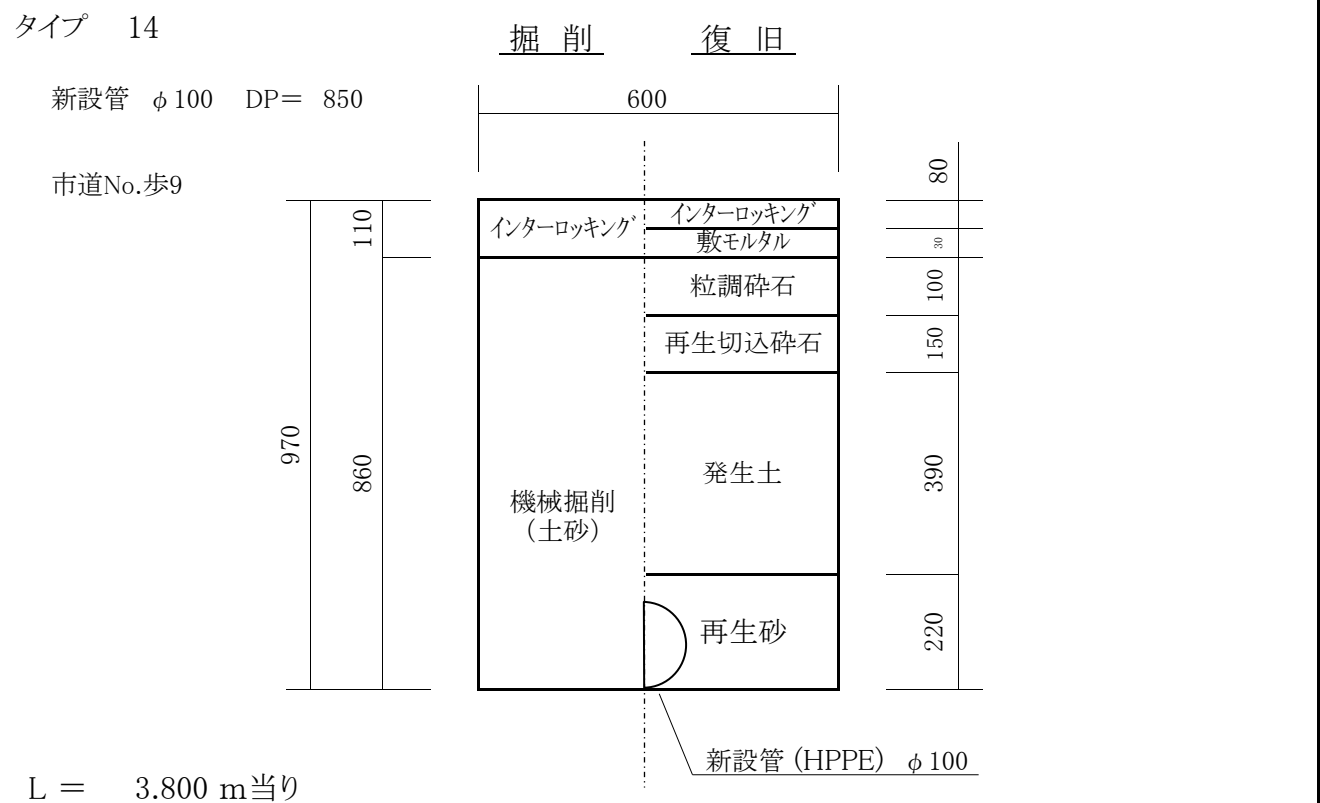 タイプ 14
掘 削 復 旧
新設管 φ100 DP= 850
600
市道No.歩9
80
110
インターロッキング
インターロッキング
敷モルタル
30
粒調砕石
100
再生切込砕石
150
970
860
機械掘削
(土砂)
発生土
390
再生砂
220
新設管 (HPPE) φ100
L = 3.800 m当り